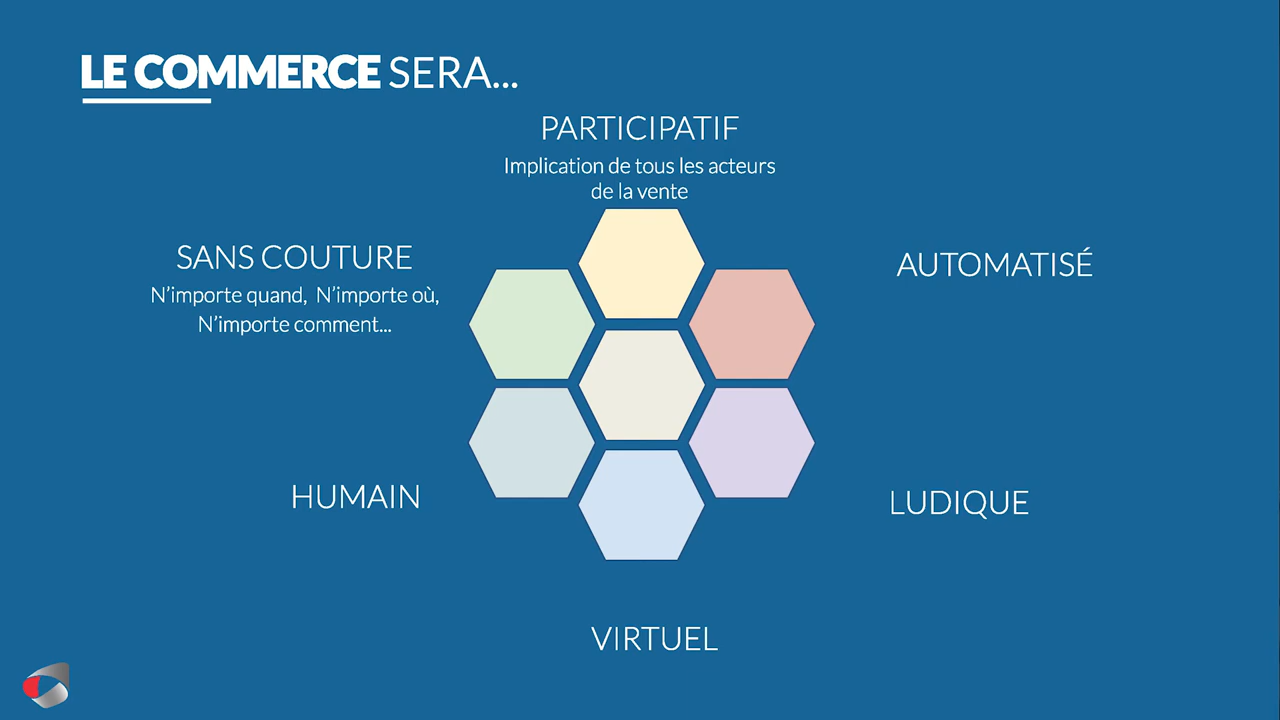 LE COMMERCE SERA...
PARTICIPATIF
Implication de tous les acteurs
de la vente
SANS COUTURE
N'importe quand, N'importe où,
N'importe comment...
AUTOMATISÉ
HUMAIN
LUDIQUE
VIRTUEL